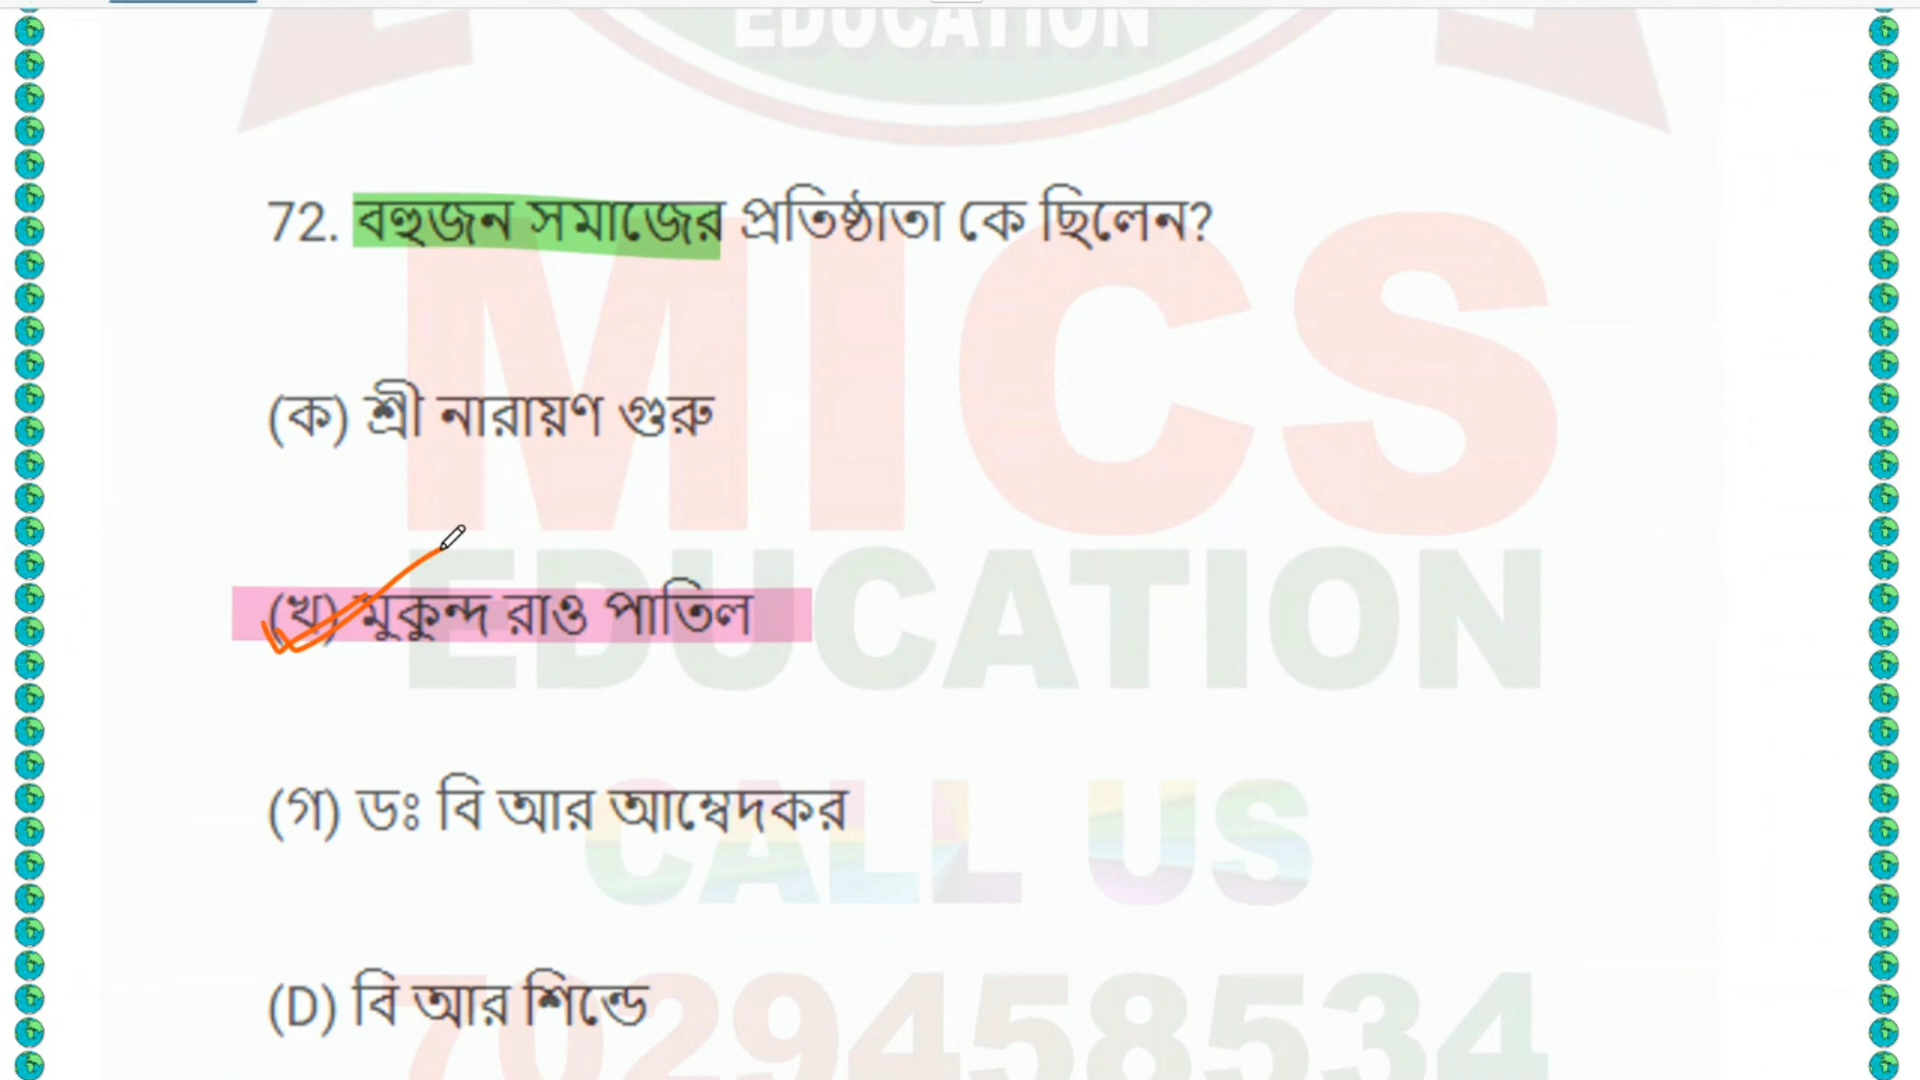 EDUCATION
72. বহুজন সমাজের প্রতিষ্ঠাতা কে ছিলেন?
MICS
(ক) শ্রী নারায়ণ গুরু
EDUCATION
(খ) মুকুন্দ রাও পাতিল
(গ) ডঃ বি আর আম্বেদকর
CALL US
(D) বি আর শিন্ডে
7029458534